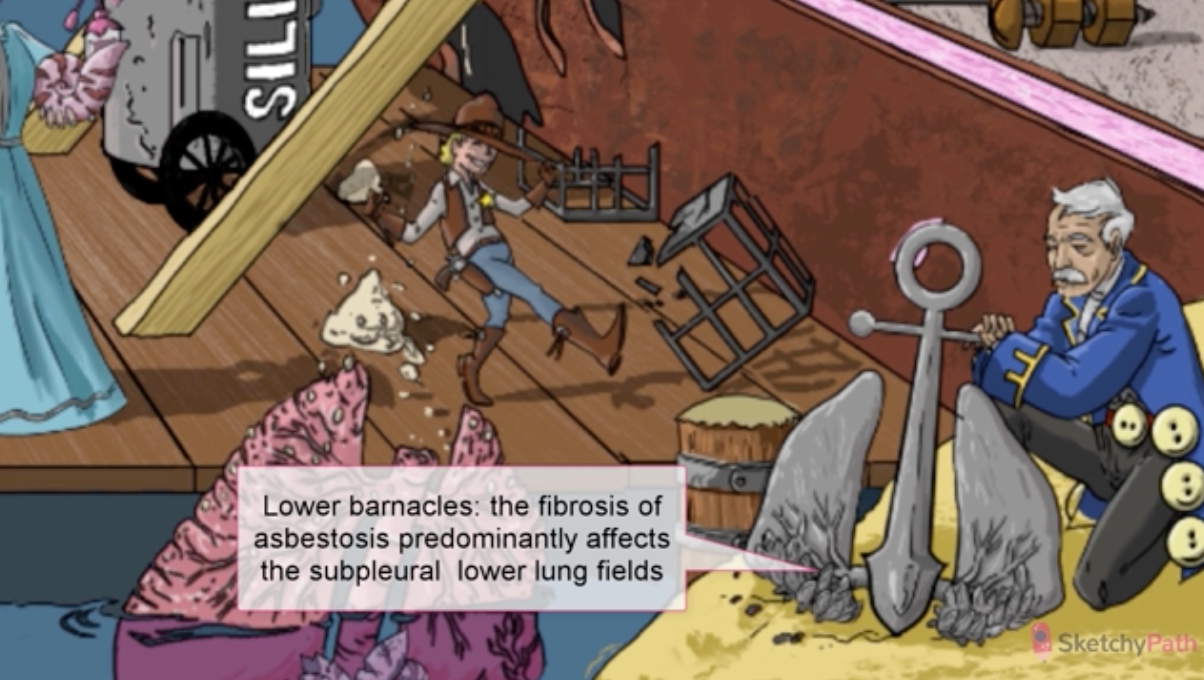 SILI
Lower barnacles: the fibrosis of
asbestosis predominantly affects
the subpleural lower lung fields
SketchyPath